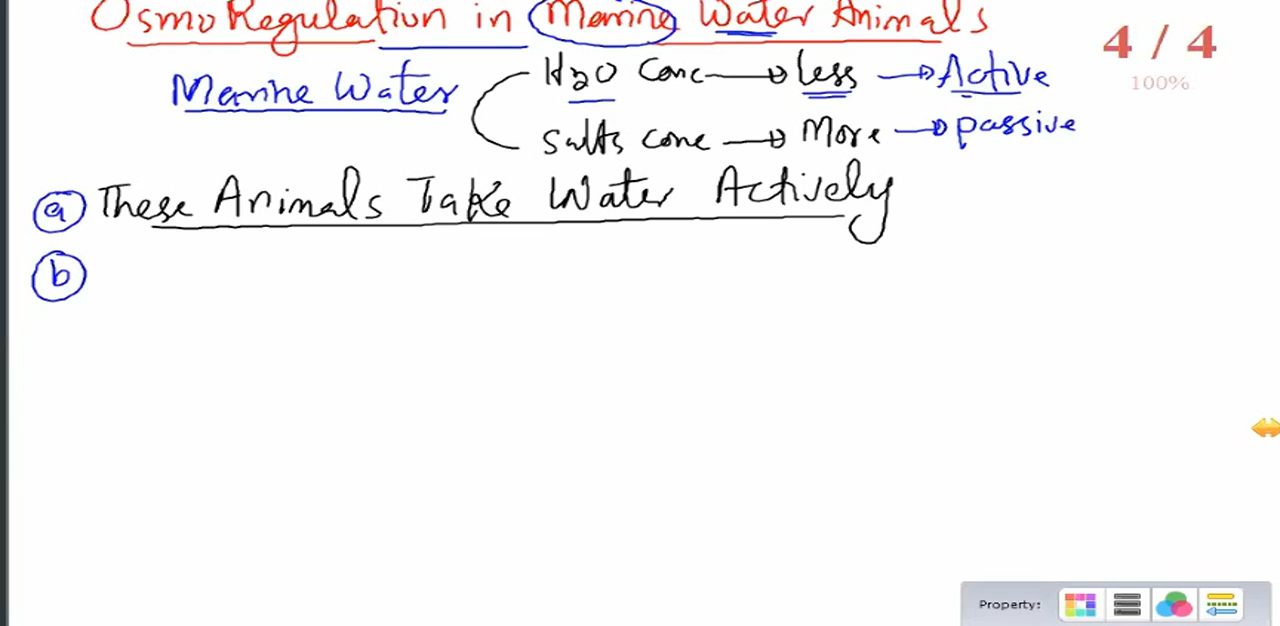 OsmoRegulation in Marine Water Animals
4 / 4
100%
Marine Water
H2O Conc → Less → Active
Salts conc → More → passive
a These Animals Take Water Actively
b
Property: